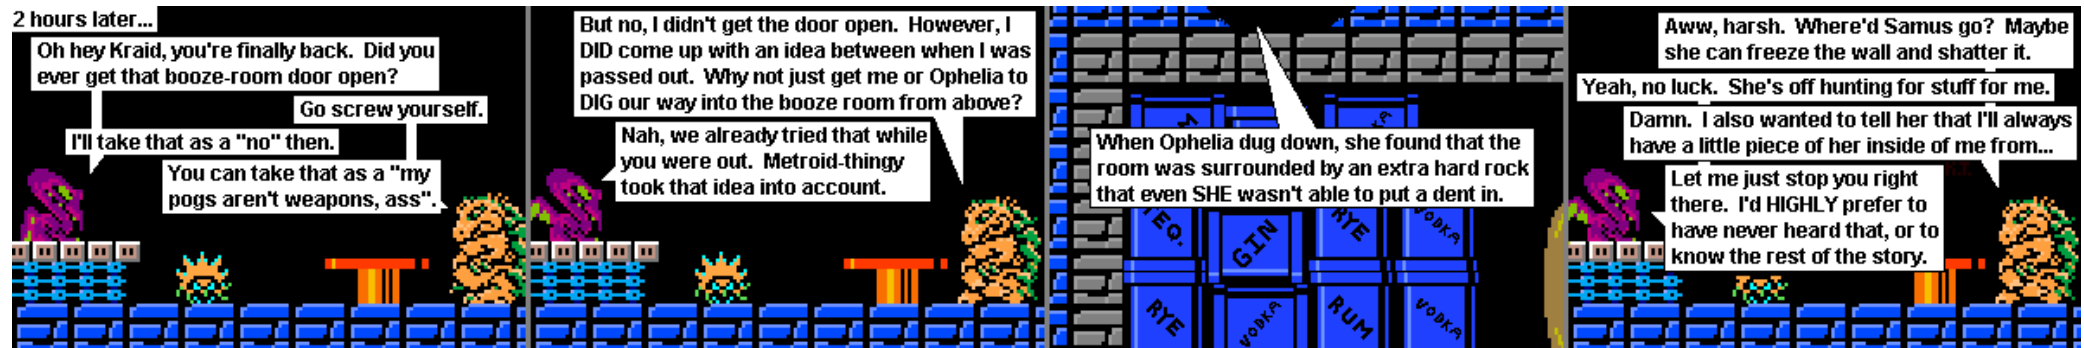 2 hours later...
Oh hey Kraid, you're finally back.  Did you
ever get that booze-room door open?
Go screw yourself.
I'll take that as a "no" then.
You can take that as a "my
pogs aren't weapons, ass".
But no, I didn't get the door open.  However, I
DID come up with an idea between when I was
passed out.  Why not just get me or Ophelia to
DIG our way into the booze room from above?
Nah, we already tried that while
you were out.  Metroid-thingy
took that idea into account.
When Ophelia dug down, she found that the
room was surrounded by an extra hard rock
that even SHE wasn't able to put a dent in.
TEQ.
GIN
RYE
VODKA
RYE
VODKA
RUM
VODKA
Aww, harsh.  Where'd Samus go?  Maybe
she can freeze the wall and shatter it.
Yeah, no luck.  She's off hunting for stuff for me.
Damn.  I also wanted to tell her that I'll always
have a little piece of her inside of me from...
Let me just stop you right
there.  I'd HIGHLY prefer to
have never heard that, or to
know the rest of the story.